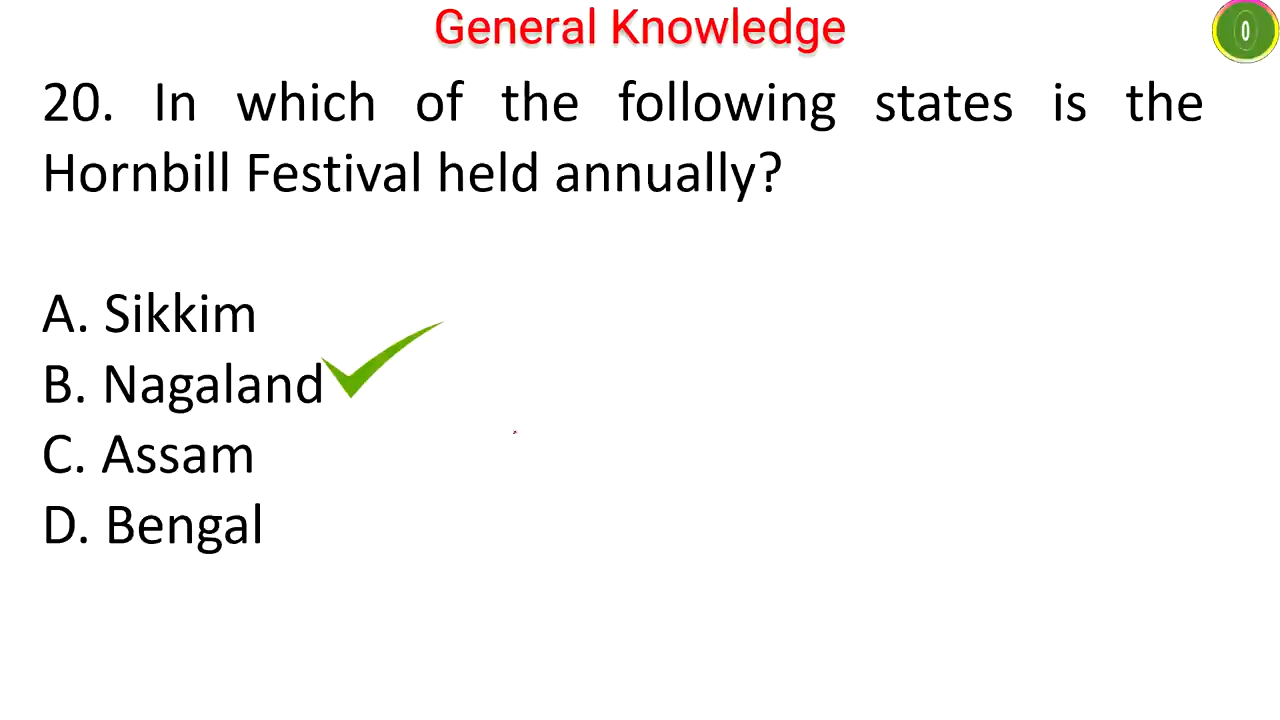 General Knowledge
0
20. In which of the following states is the
Hornbill Festival held annually?
A. Sikkim
B. Nagaland
C. Assam
D. Bengal